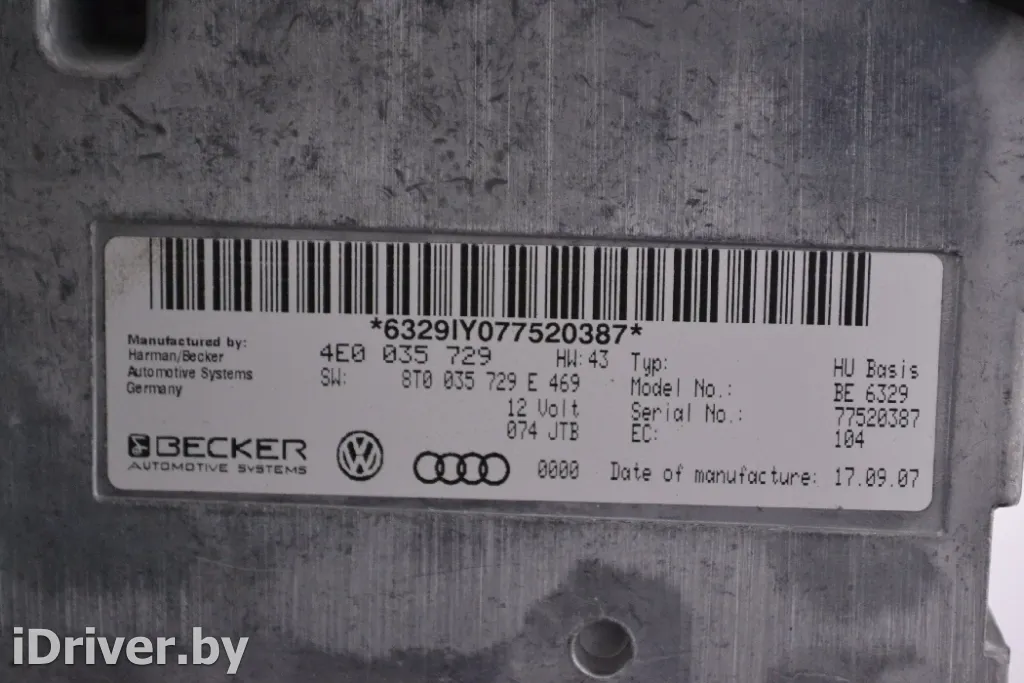 *6329IY077520387*
Manufactured by:
Harman/Becker
Automotive Systems
Germany
4E0 035 729 HW:43
SW: 8T0 035 729 E 469
12 Volt
074 JTB
Typ: HU Basis
Model No.: BE 6329
Serial No.: 77520387
EC: 104
BECKER
AUTOMOTIVE SYSTEMS
VW
0000
Date of manufacture: 17.09.07
iDriver.by